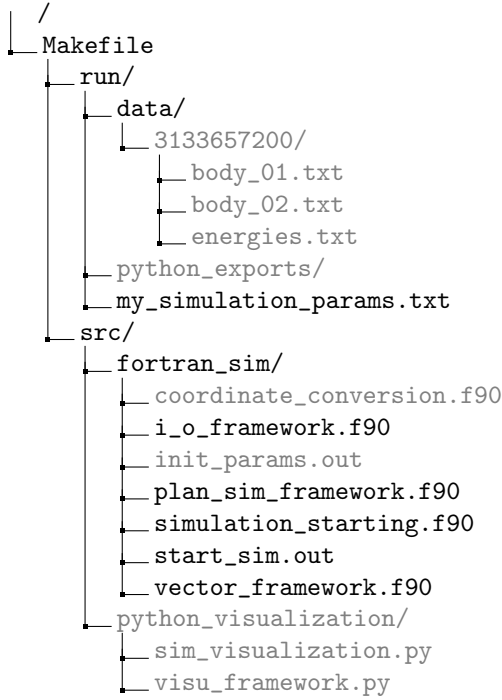 /
Makefile
run/
data/
3133657200/
body_01.txt
body_02.txt
energies.txt
python_exports/
my_simulation_params.txt
src/
fortran_sim/
coordinate_conversion.f90
i_o_framework.f90
init_params.out
plan_sim_framework.f90
simulation_starting.f90
start_sim.out
vector_framework.f90
python_visualization/
sim_visualization.py
visu_framework.py